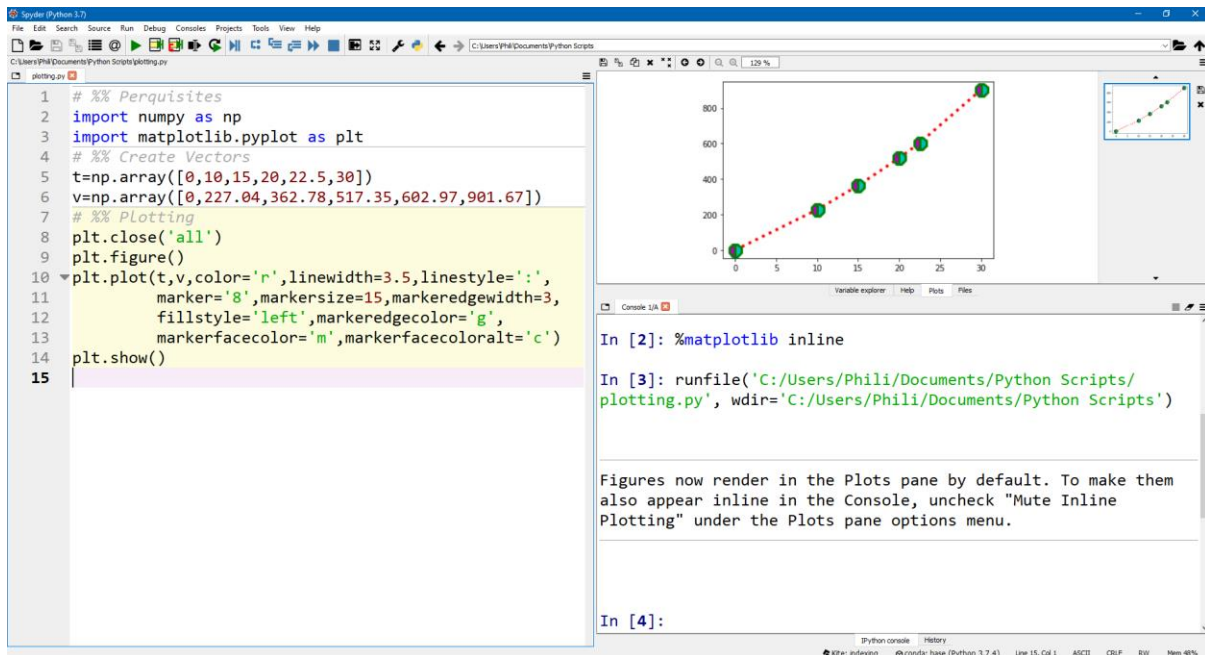 Spyder (Python 3.7)
File Edit Search Source Run Debug Consoles Projects Tools View Help
C:\Users\Phili\Documents\Python Scripts
C:\Users\Phili\Documents\Python Scripts\plotting.py
plotting.py
1 # %% Perquisites
2 import numpy as np
3 import matplotlib.pyplot as plt
4 # %% Create Vectors
5 t=np.array([0,10,15,20,22.5,30])
6 v=np.array([0,227.04,362.78,517.35,602.97,901.67])
7 # %% Plotting
8 plt.close('all')
9 plt.figure()
10 plt.plot(t,v,color='r',linewidth=3.5,linestyle=':',
11 marker='8',markersize=15,markeredgewidth=3,
12 fillstyle='left',markeredgecolor='g',
13 markerfacecolor='m',markerfacecoloralt='c')
14 plt.show()
15
129 %
800
600
400
200
0
0 5 10 15 20 25 30
Variable explorer Help Plots Files
Console 1/A
In [2]: %matplotlib inline
In [3]: runfile('C:/Users/Phili/Documents/Python Scripts/
plotting.py', wdir='C:/Users/Phili/Documents/Python Scripts')
Figures now render in the Plots pane by default. To make them
also appear inline in the Console, uncheck "Mute Inline
Plotting" under the Plots pane options menu.
In [4]:
IPython console History
Kite: indexing conda: base (Python 3.7.4) Line 15, Col 1 ASCII CRLF RW Mem 48%